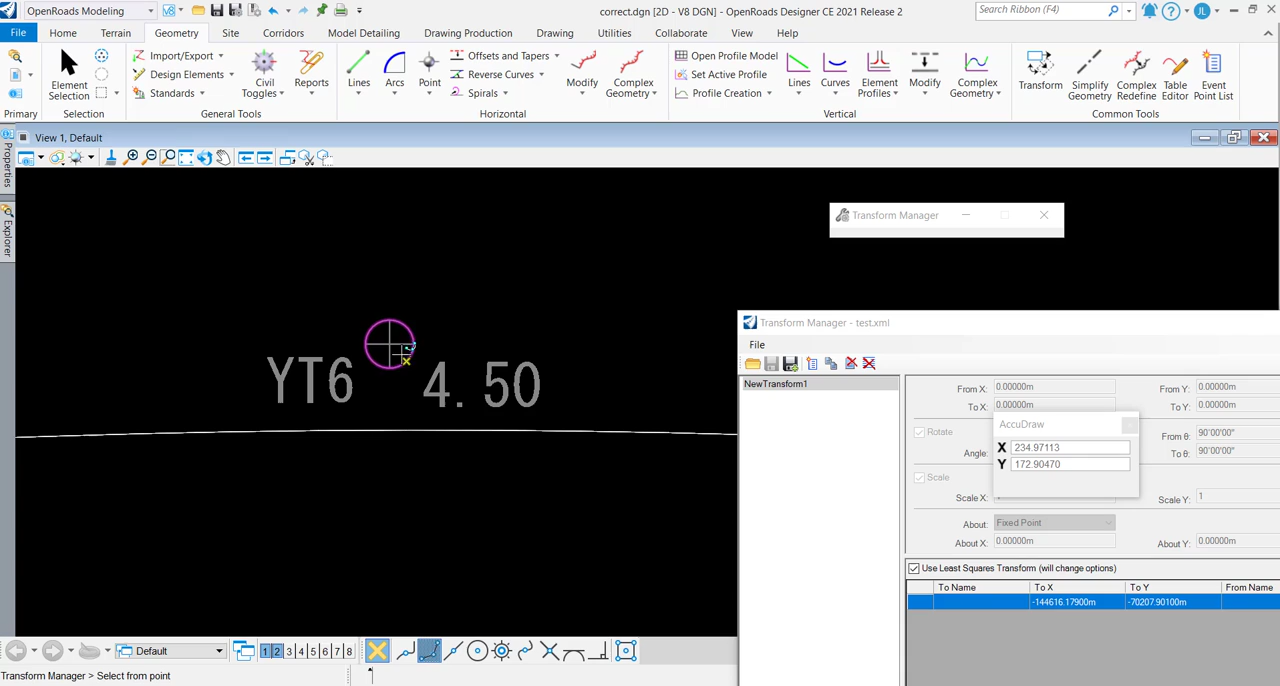 OpenRoads Modeling
correct.dgn [2D - V8 DGN] - OpenRoads Designer CE 2021 Release 2
Search Ribbon (F4)
JL
File Home Terrain Geometry Site Corridors Model Detailing Drawing Production Drawing Utilities Collaborate View Help
Element Selection
Import/Export
Design Elements
Standards
Civil Toggles
Reports
Lines
Arcs
Point
Offsets and Tapers
Reverse Curves
Spirals
Modify
Complex Geometry
Open Profile Model
Set Active Profile
Profile Creation
Lines
Curves
Element Profiles
Modify
Complex Geometry
Transform
Simplify Geometry
Complex Redefine
Table Editor
Event Point List
Primary Selection General Tools Horizontal Vertical Common Tools
View 1, Default
Properties
Explorer
Transform Manager
YT6 4.50
Transform Manager - test.xml
File
NewTransform1
From X: 0.00000m From Y: 0.00000m
To X: 0.00000m To Y: 0.00000m
Rotate
From θ: 90°00'00"
Angle:
To θ: 90°00'00"
AccuDraw
X 234.97113
Y 172.90470
Scale
Scale X: Scale Y: 1
About: Fixed Point
About X: 0.00000m About Y: 0.00000m
Use Least Squares Transform (will change options)
To Name To X To Y From Name
-144616.17900m -70207.90100m
Default
1 2 3 4 5 6 7 8
Transform Manager > Select from point